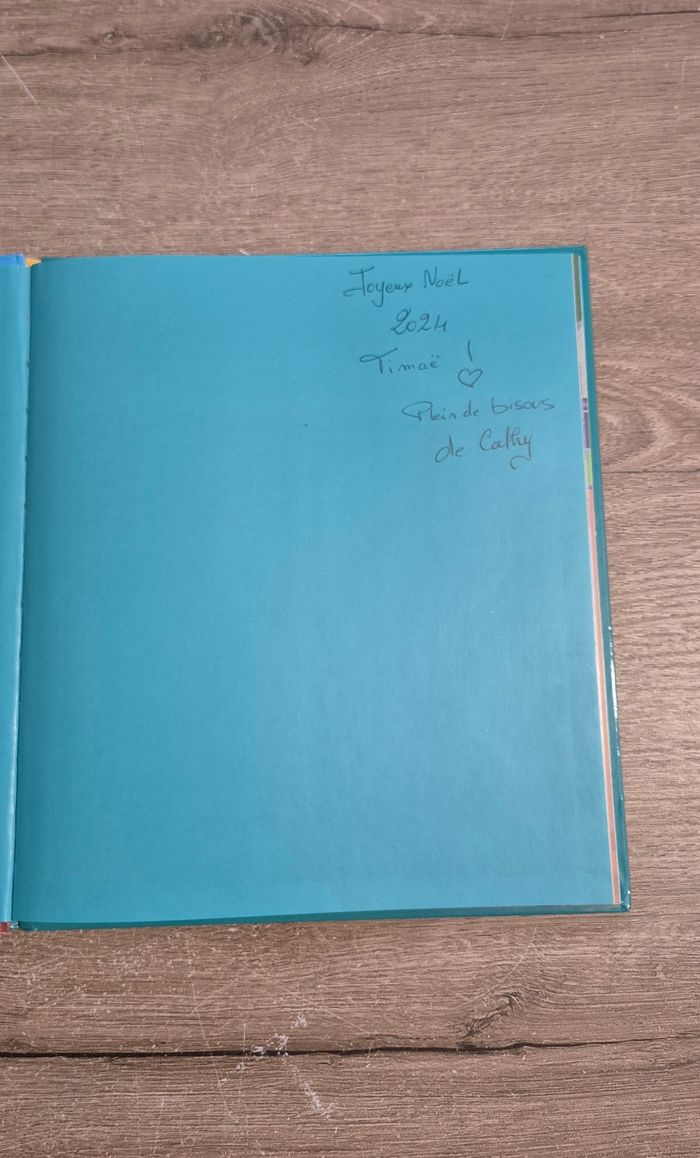 Joyeux Noël
2024
Timaë !
Plein de bisous
de Cathy